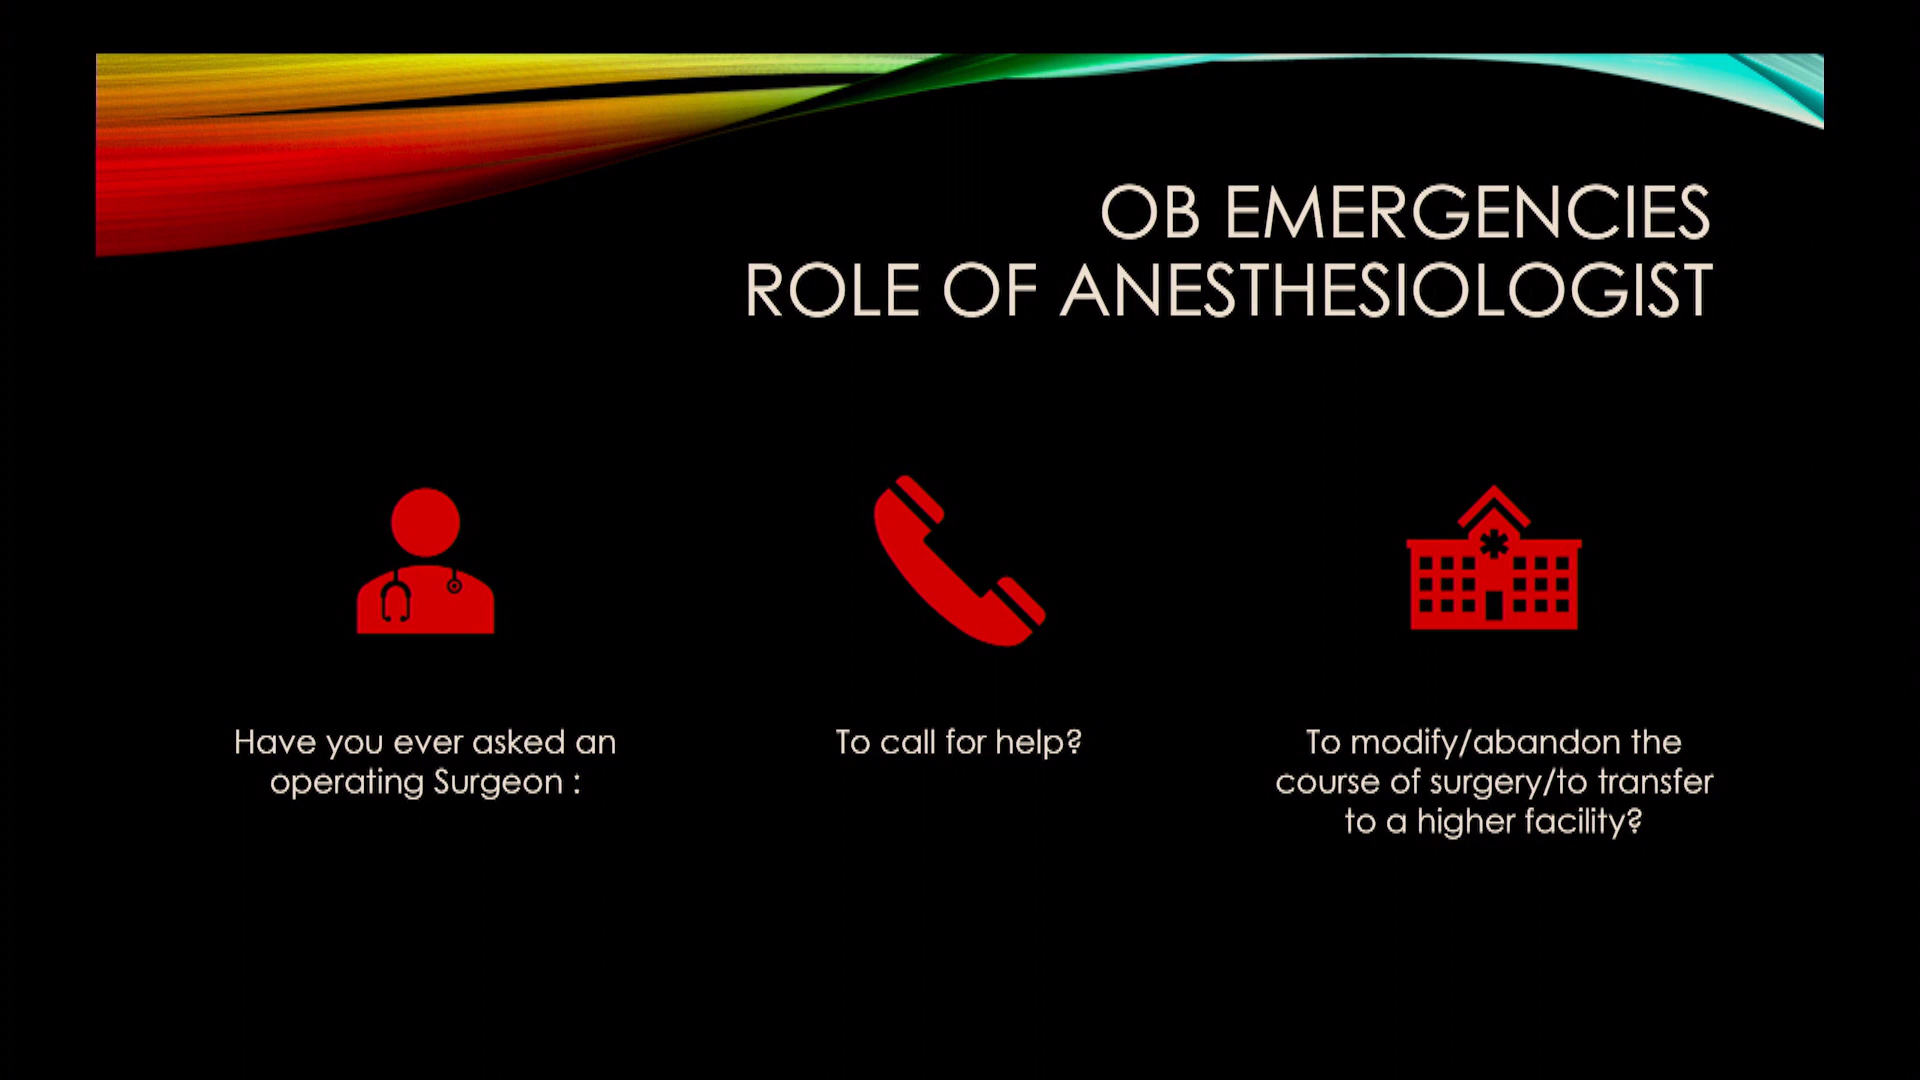 OB EMERGENCIES
ROLE OF ANESTHESIOLOGIST
Have you ever asked an
operating Surgeon :
To call for help?
To modify/abandon the
course of surgery/to transfer
to a higher facility?